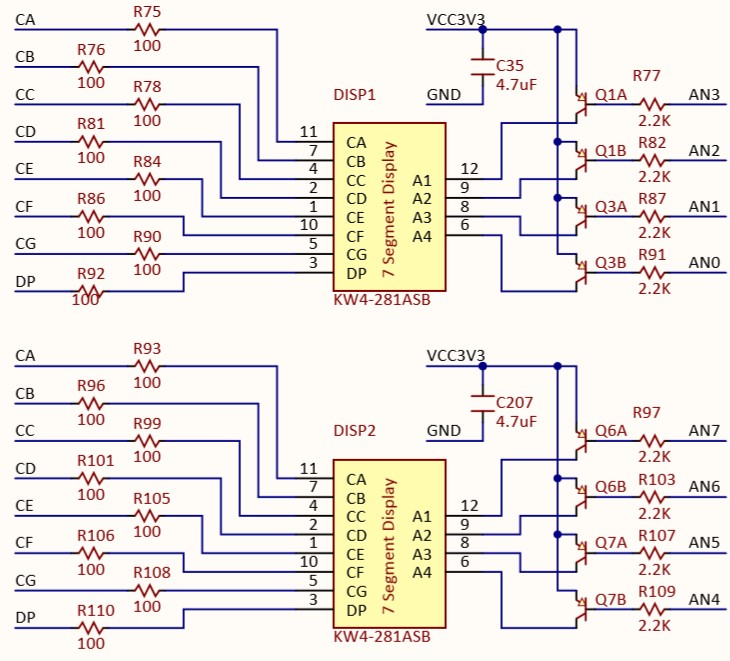 CA R75 100
CB R76 100
CC R78 100
CD R81 100
CE R84 100
CF R86 100
CG R90 100
DP R92 100
DISP1
11 CA
7 CB
4 CC
2 CD
1 CE
10 CF
5 CG
3 DP
7 Segment Display
A1 12
A2 9
A3 8
A4 6
KW4-281ASB
VCC3V3
C35
4.7uF
GND
Q1A R77 2.2K AN3
Q1B R82 2.2K AN2
Q3A R87 2.2K AN1
Q3B R91 2.2K AN0
CA R93 100
CB R96 100
CC R99 100
CD R101 100
CE R105 100
CF R106 100
CG R108 100
DP R110 100
DISP2
11 CA
7 CB
4 CC
2 CD
1 CE
10 CF
5 CG
3 DP
7 Segment Display
A1 12
A2 9
A3 8
A4 6
KW4-281ASB
VCC3V3
C207
4.7uF
GND
Q6A R97 2.2K AN7
Q6B R103 2.2K AN6
Q7A R107 2.2K AN5
Q7B R109 2.2K AN4